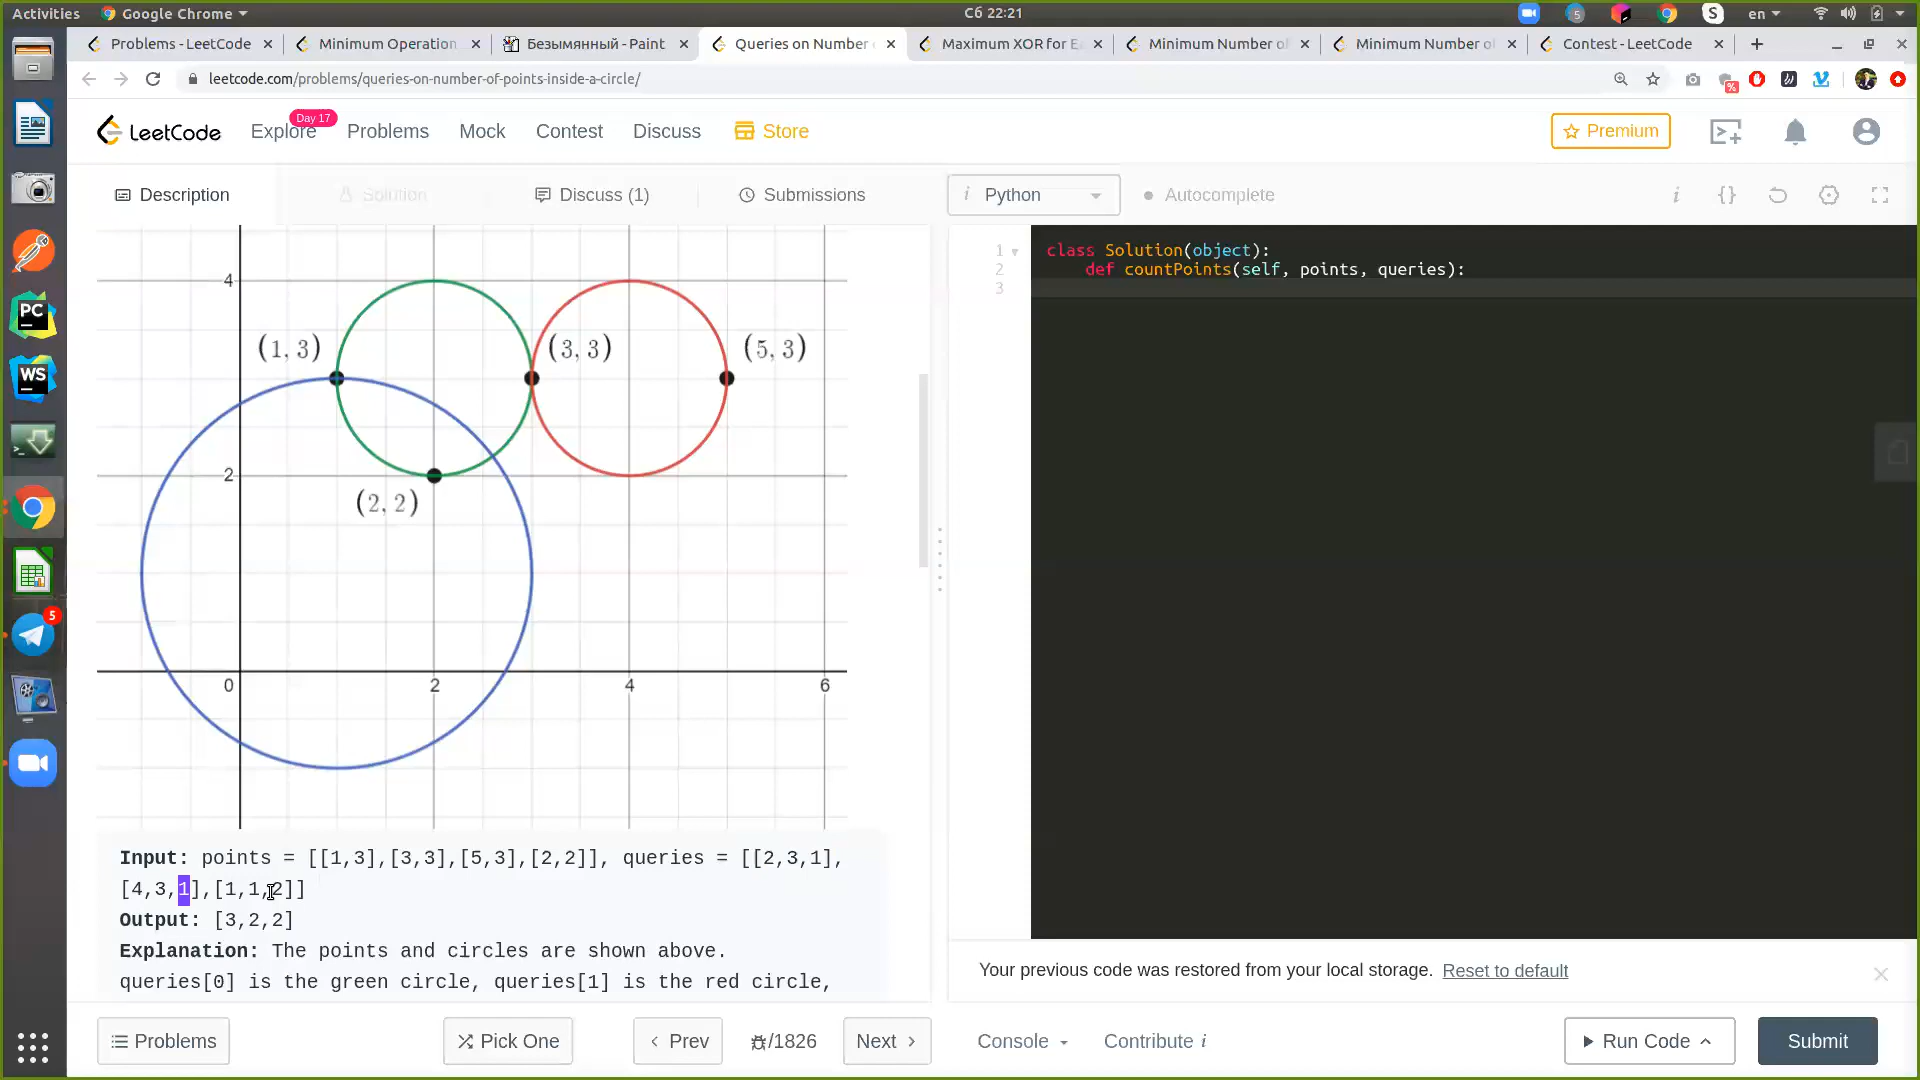 Activities
Google Chrome
Сб 22:21
5
S
en
Problems - LeetCode
Minimum Operation
Безымянный - Paint
Queries on Number
Maximum XOR for E
Minimum Number o
Minimum Number o
Contest - LeetCode
leetcode.com/problems/queries-on-number-of-points-inside-a-circle/
%
LeetCode
Explore
Day 17
Problems
Mock
Contest
Discuss
Store
Premium
Description
Solution
Discuss (1)
Submissions
i Python
Autocomplete
i
{}
PC
WS
5
4
(1, 3)
(3, 3)
(5, 3)
2
(2, 2)
0
2
4
6
Input: points = [[1,3],[3,3],[5,3],[2,2]], queries = [[2,3,1],
[4,3,1],[1,1,2]]
Output: [3,2,2]
Explanation: The points and circles are shown above.
queries[0] is the green circle, queries[1] is the red circle,
1
2
3
class Solution(object):
def countPoints(self, points, queries):
Your previous code was restored from your local storage. Reset to default
Problems
Pick One
Prev
/1826
Next
Console
Contribute i
Run Code
Submit